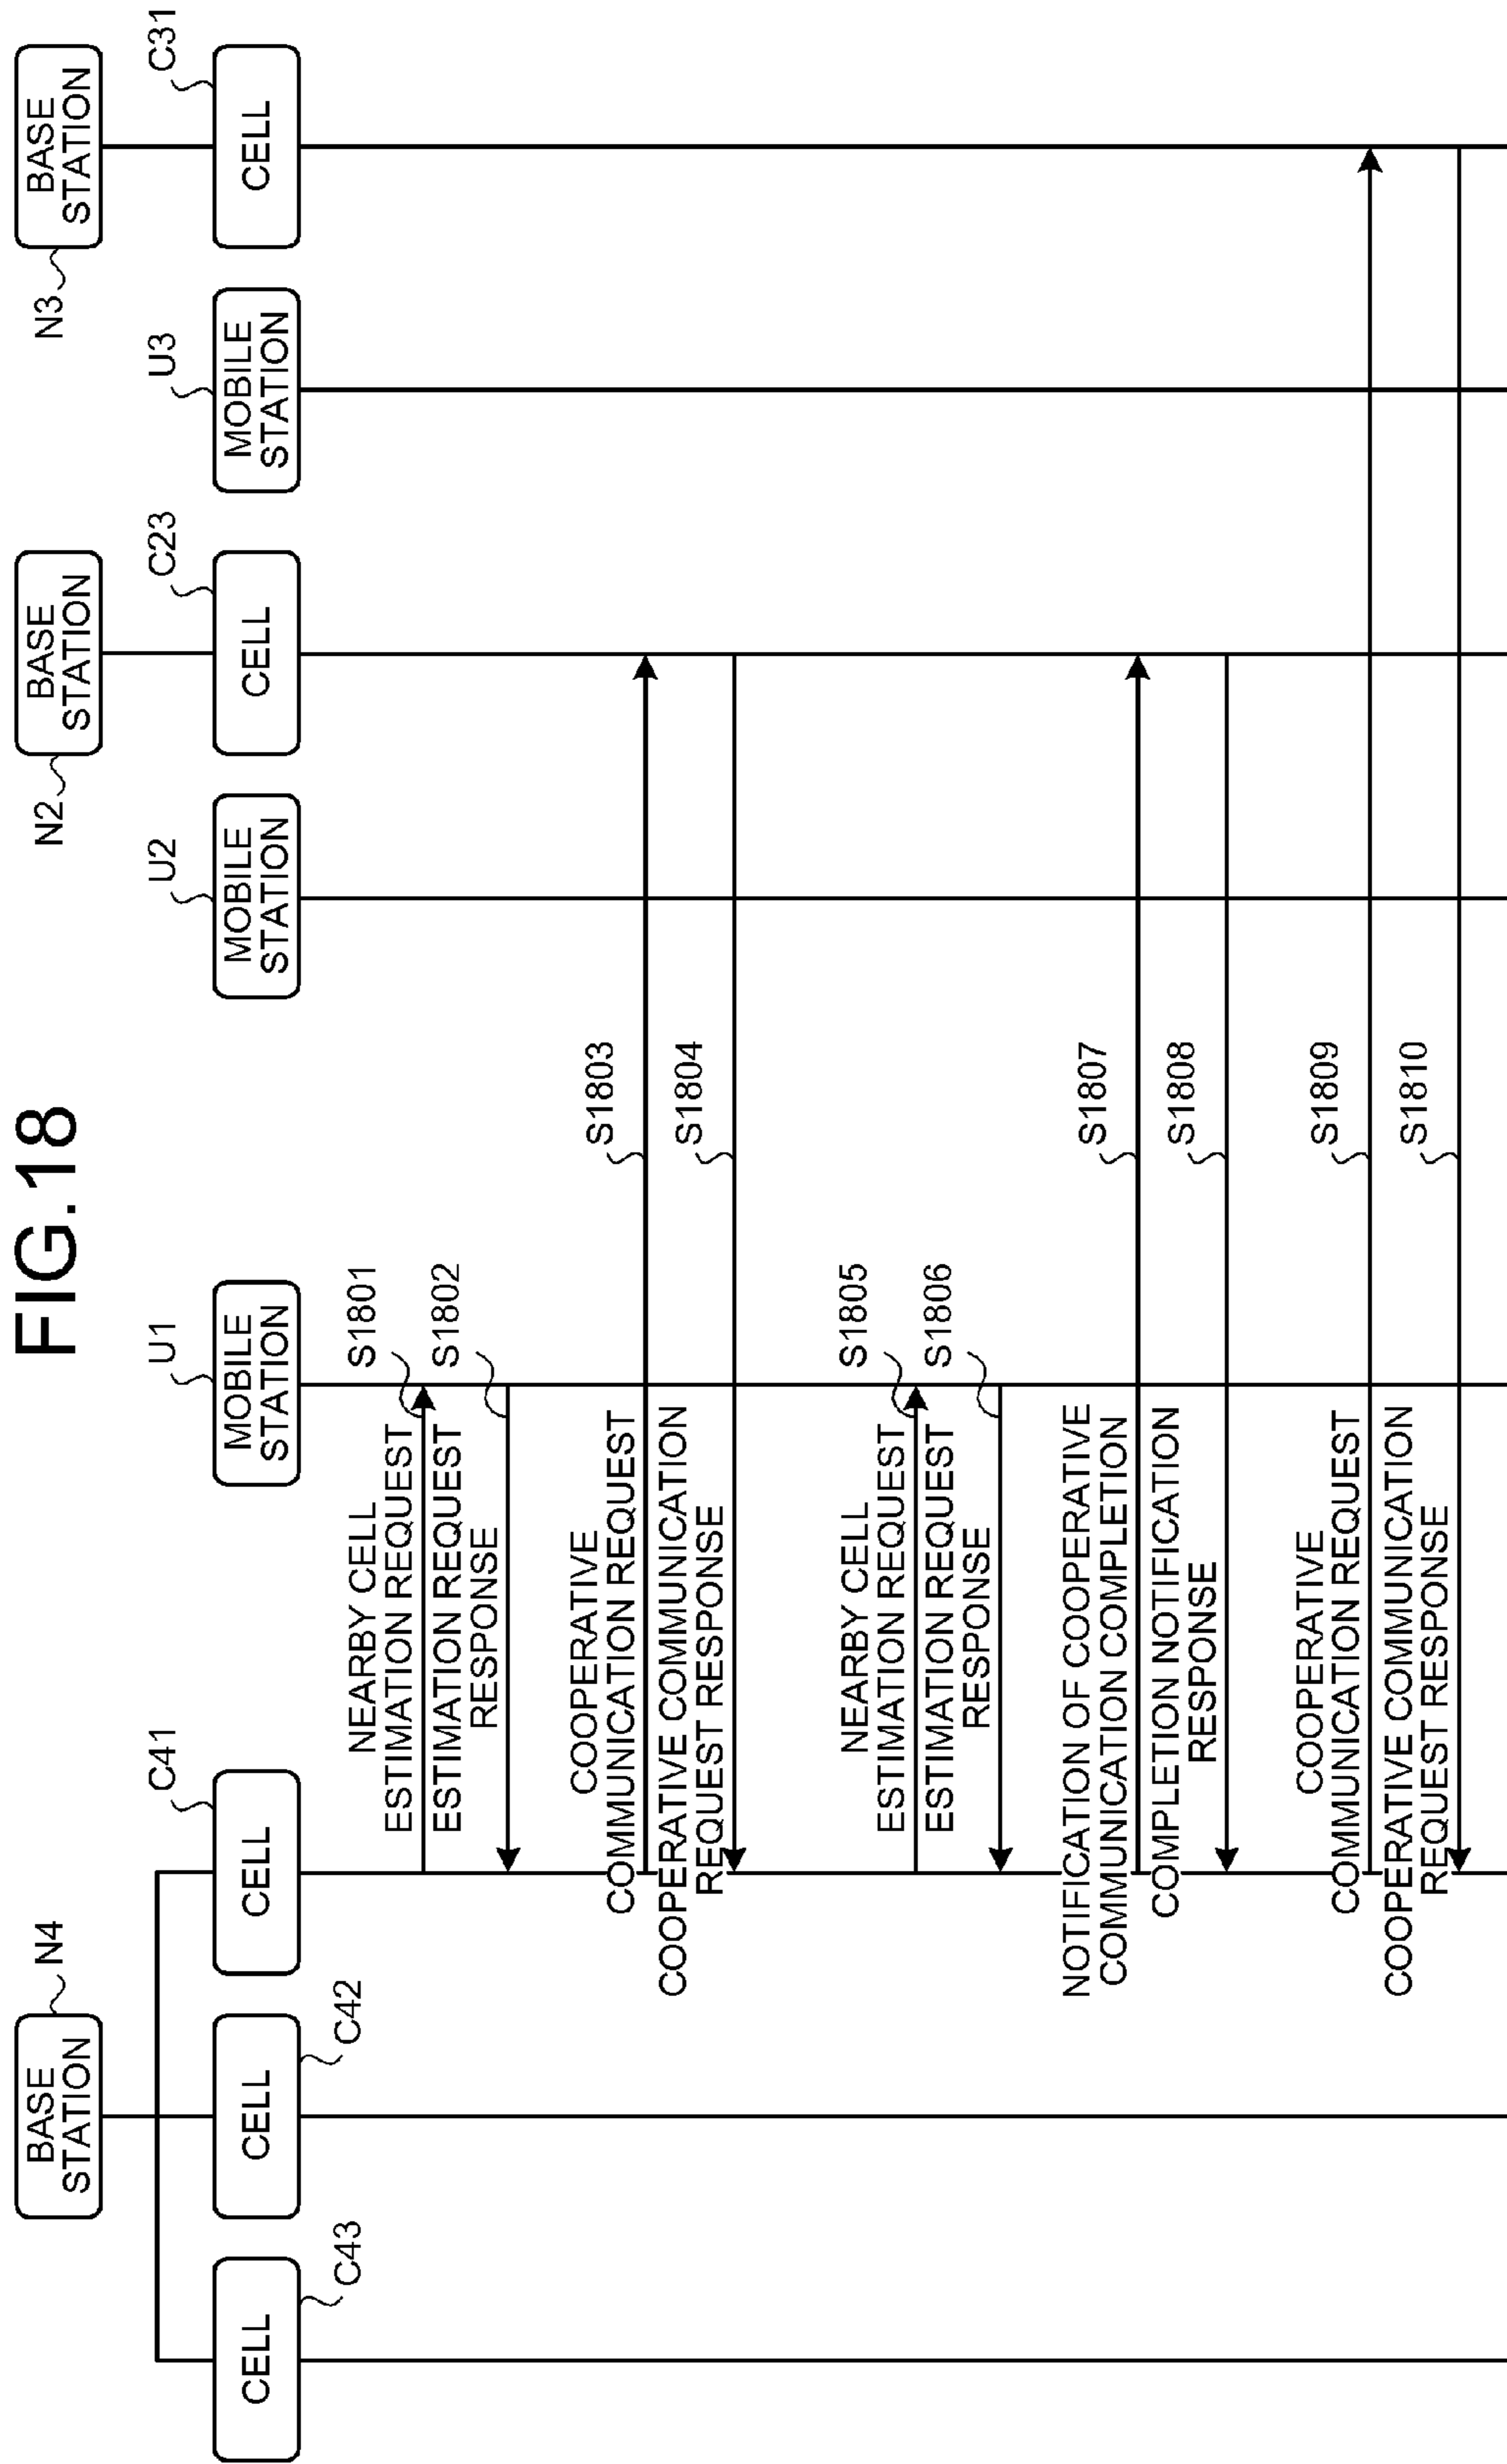 FIG.18
BASE
STATION
N4
BASE
STATION
N2
BASE
STATION
N3
CELL
C43
CELL
C42
CELL
C41
MOBILE
STATION
U1
MOBILE
STATION
U2
CELL
C23
MOBILE
STATION
U3
CELL
C31
NEARBY CELL
ESTIMATION REQUEST
S1801
ESTIMATION REQUEST
RESPONSE
S1802
COOPERATIVE
COMMUNICATION REQUEST
S1803
COOPERATIVE COMMUNICATION
REQUEST RESPONSE
S1804
NEARBY CELL
ESTIMATION REQUEST
S1805
ESTIMATION REQUEST
RESPONSE
S1806
NOTIFICATION OF COOPERATIVE
COMMUNICATION COMPLETION
S1807
COMPLETION NOTIFICATION
RESPONSE
S1808
COOPERATIVE
COMMUNICATION REQUEST
S1809
COOPERATIVE COMMUNICATION
REQUEST RESPONSE
S1810